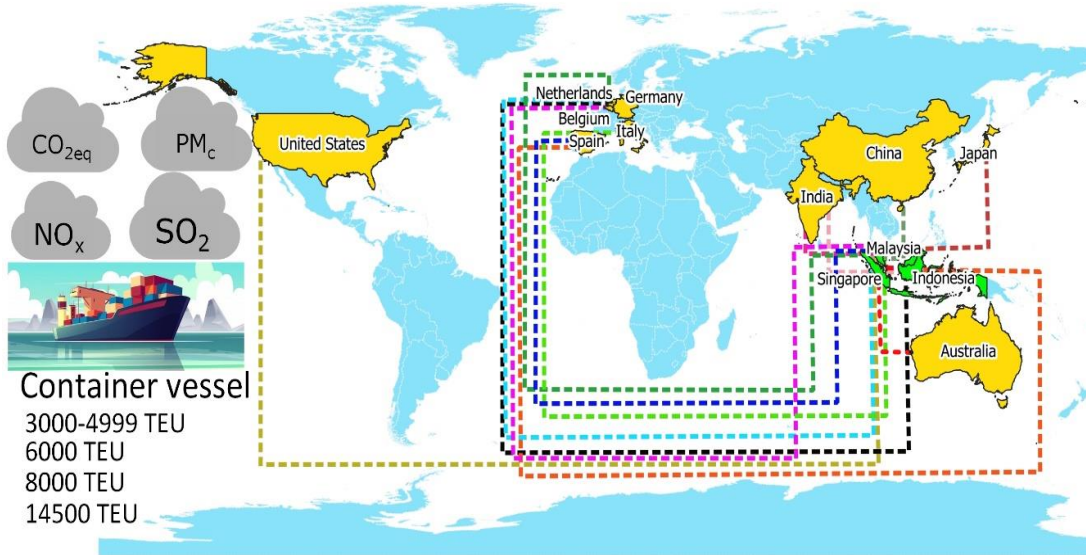 CO2eq
PMc
NOx
SO2
Container vessel
3000-4999 TEU
6000 TEU
8000 TEU
14500 TEU
United States
Netherlands
Germany
Belgium
Italy
Spain
China
Japan
India
Malaysia
Singapore
Indonesia
Australia